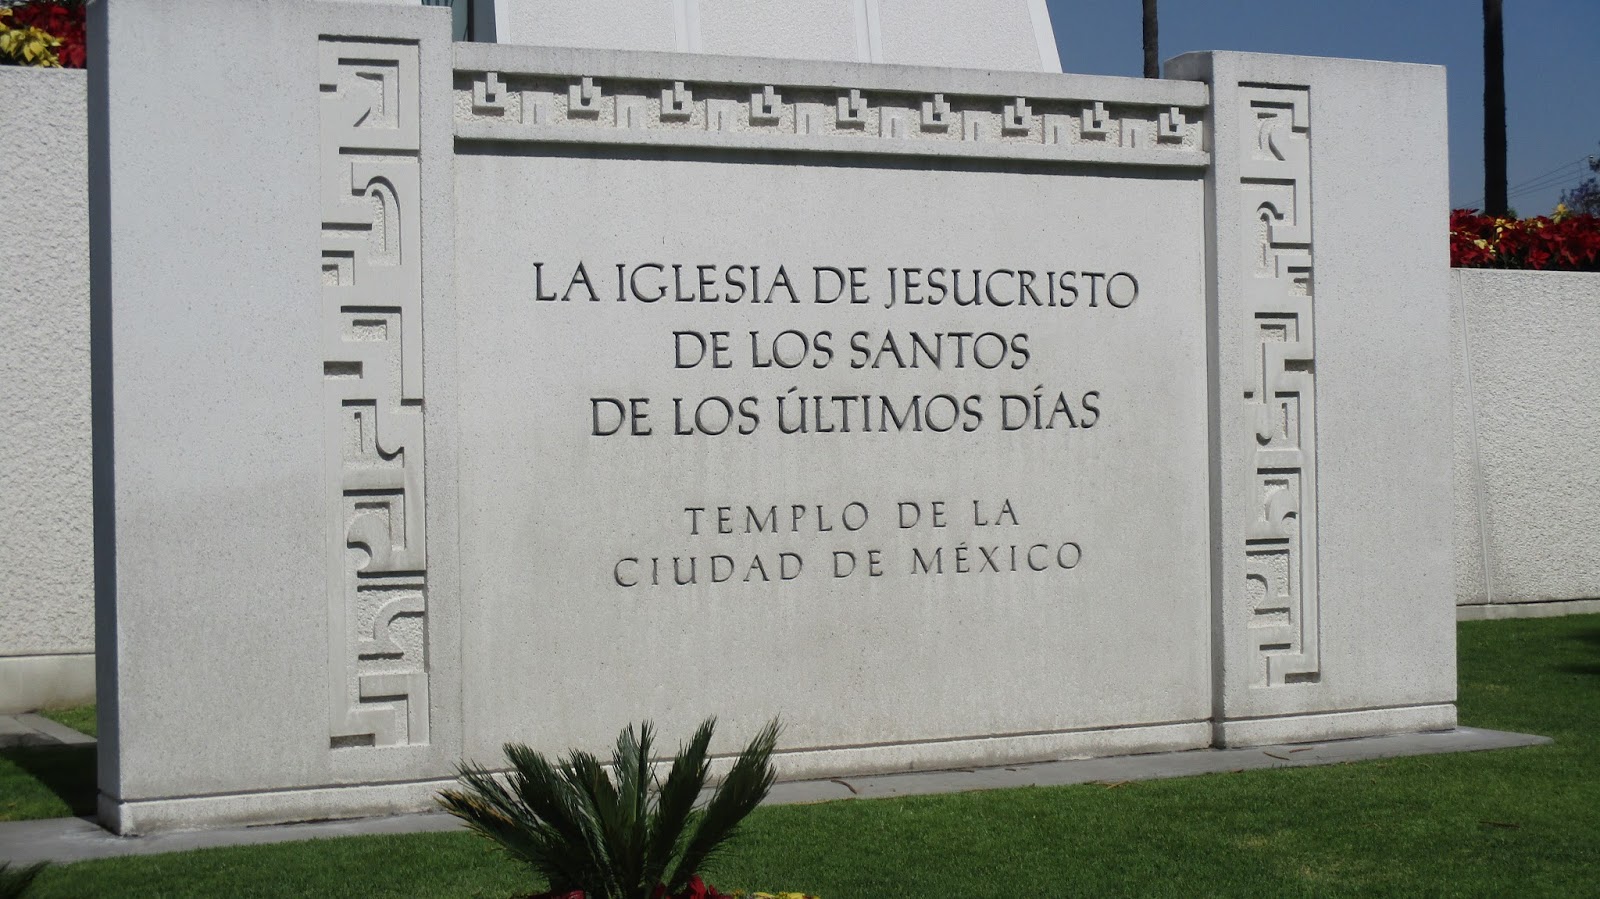 LA IGLESIA DE JESUCRISTO
DE LOS SANTOS
DE LOS ÚLTIMOS DÍAS
TEMPLO DE LA
CIUDAD DE MÉXICO